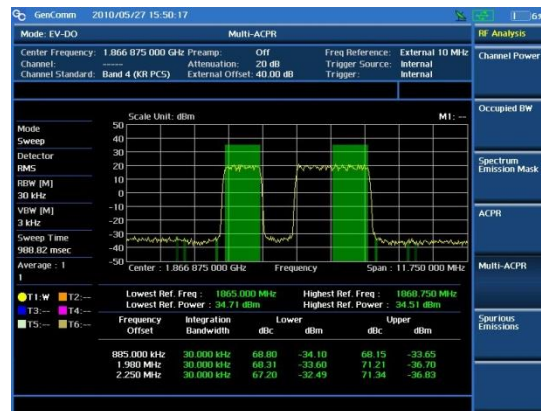 GenComm 2010/05/27 15:50:17
Mode: EV-DO Multi-ACPR
Center Frequency: 1.866 875 000 GHz Preamp: Off Freq Reference: External 10 MHz
Channel: ----- Attenuation: 20 dB Trigger Source: Internal
Channel Standard: Band 4 (KR PCS) External Offset: 40.00 dB Trigger: Internal
RF Analysis
Channel Power
Occupied BW
Spectrum
Emission Mask
ACPR
Multi-ACPR
Spurious
Emissions
Mode
Sweep
Detector
RMS
RBW [M]
30 kHz
VBW [M]
3 kHz
Sweep Time
988.82 msec
Average : 1
1
T1:W T2:--
T3:-- T4:--
T5:-- T6:--
Scale Unit: dBm M1: --
50
40
30
20
10
0
-10
-20
-30
-40
-50
Center : 1.866 875 000 GHz Frequency Span : 11.750 000 MHz
Lowest Ref. Freq : 1865.000 MHz Highest Ref. Freq : 1868.750 MHz
Lowest Ref. Power : 34.71 dBm Highest Ref. Power : 34.51 dBm
Frequency Integration Lower Upper
Offset Bandwidth dBc dBm dBc dBm
885.000 kHz 30.000 kHz 68.80 -34.10 68.15 -33.65
1.980 MHz 30.000 kHz 68.31 -33.60 71.21 -36.70
2.250 MHz 30.000 kHz 67.20 -32.49 71.34 -36.83